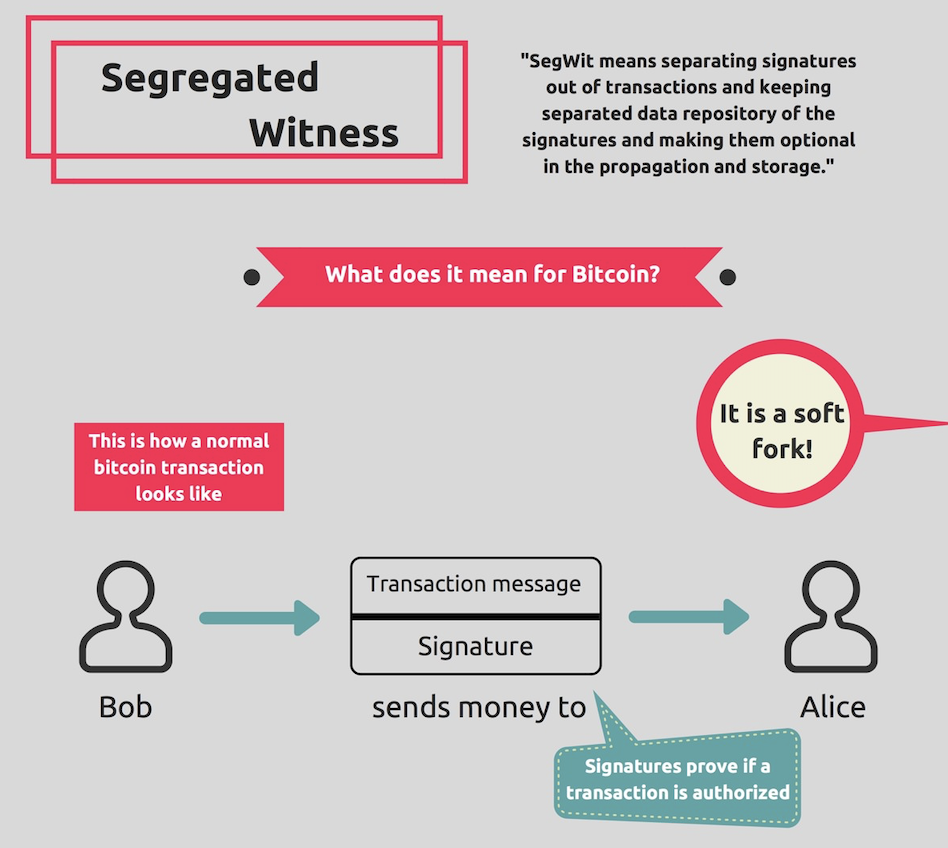 Segregated
Witness
"SegWit means separating signatures
out of transactions and keeping
separated data repository of the
signatures and making them optional
in the propagation and storage."
What does it mean for Bitcoin?
It is a soft
fork!
This is how a normal
bitcoin transaction
looks like
Transaction message
Signature
Bob
sends money to
Alice
Signatures prove if a
transaction is authorized